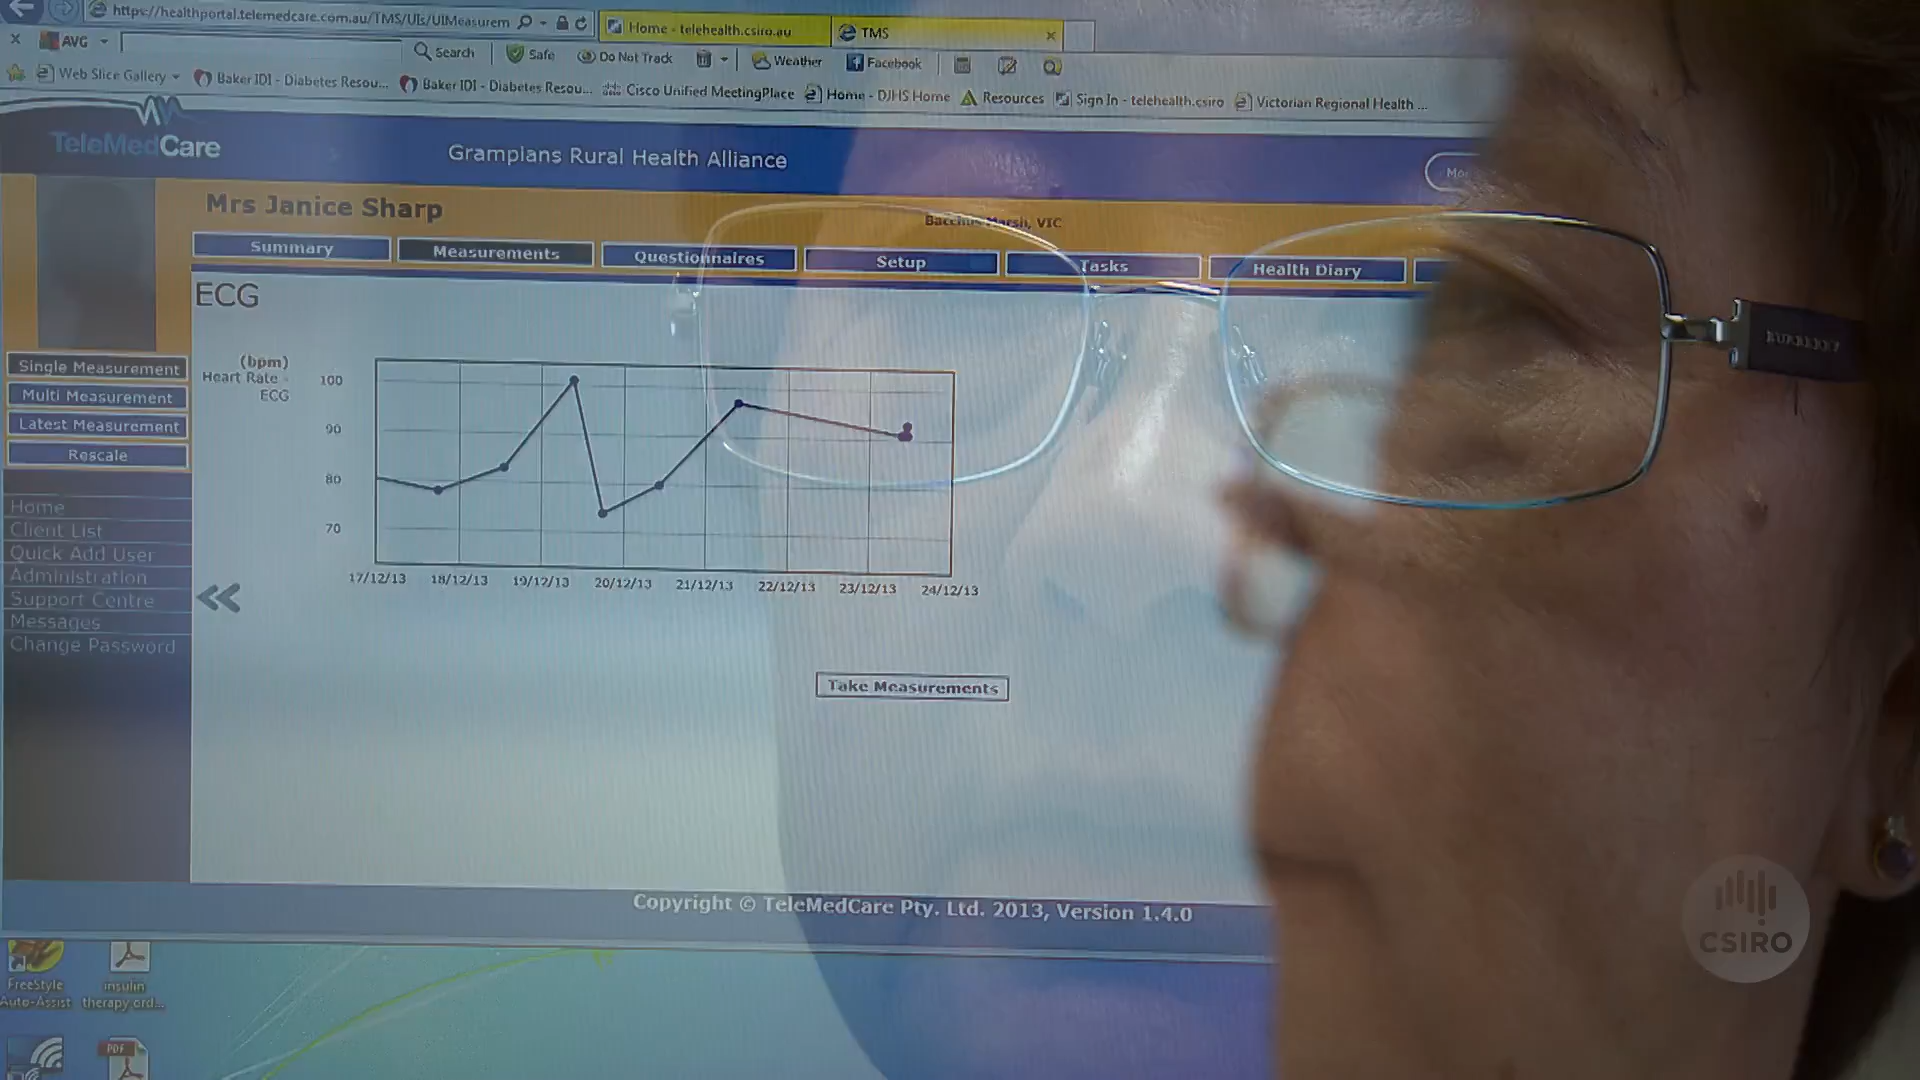 https://healthportal.telemedcare.com.au/TMS/UIs/UIMeasurem
Home - telehealth.csiro.au
TMS
AVG
Search
Safe
Do Not Track
Weather
Facebook
Web Slice Gallery
Baker IDI - Diabetes Resou...
Baker IDI - Diabetes Resou...
Cisco Unified MeetingPlace
Home - DJHS Home
Resources
Sign In - telehealth.csiro
Victorian Regional Health ...
TeleMedCare
Grampians Rural Health Alliance
Mrs Janice Sharp
Bacchus Marsh, VIC
Summary
Measurements
Questionnaires
Setup
Tasks
Health Diary
ECG
Single Measurement
Multi Measurement
Latest Measurement
Rescale
Home
Client List
Quick Add User
Administration
Support Centre
Messages
Change Password
(bpm)
Heart Rate -
ECG
100
90
80
70
17/12/13
18/12/13
19/12/13
20/12/13
21/12/13
22/12/13
23/12/13
24/12/13
Take Measurements
Copyright © TeleMedCare Pty. Ltd. 2013, Version 1.4.0
FreeStyle
Auto-Assist
insulin
therapy ord...
PDF
BURBERRY
CSIRO